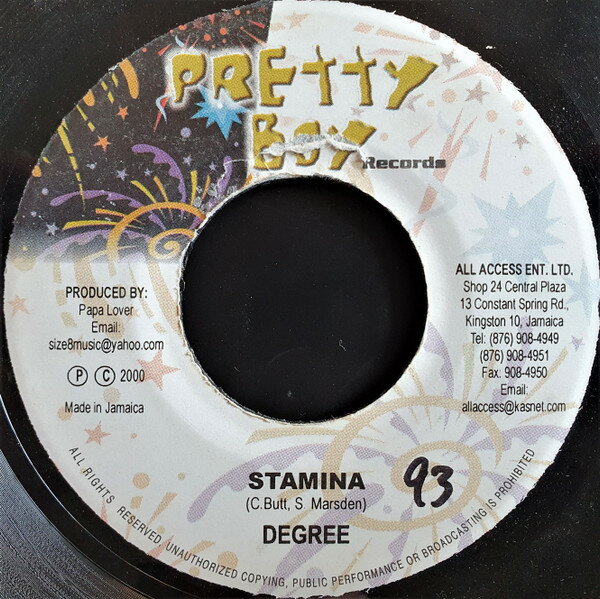 PRETTY
BOY Records
PRODUCED BY:
Papa Lover
Email:
size8music@yahoo.com
Ⓟ Ⓒ 2000
Made in Jamaica
ALL ACCESS ENT. LTD.
Shop 24 Central Plaza
13 Constant Spring Rd.,
Kingston 10, Jamaica
Tel: (876) 908-4949
(876) 908-4951
Fax: 908-4950
Email:
allaccess@kasnet.com
STAMINA 93
(C.Butt, S. Marsden)
DEGREE
ALL RIGHTS RESERVED. UNAUTHORIZED COPYING, PUBLIC PERFORMANCE OR BROADCASTING IS PROHIBITED